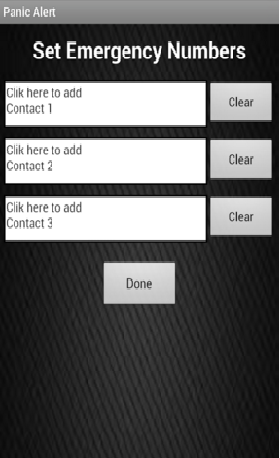 Panic Alert
Set Emergency Numbers
Clik here to add
Contact 1
Clear
Clik here to add
Contact 2
Clear
Clik here to add
Contact 3
Clear
Done